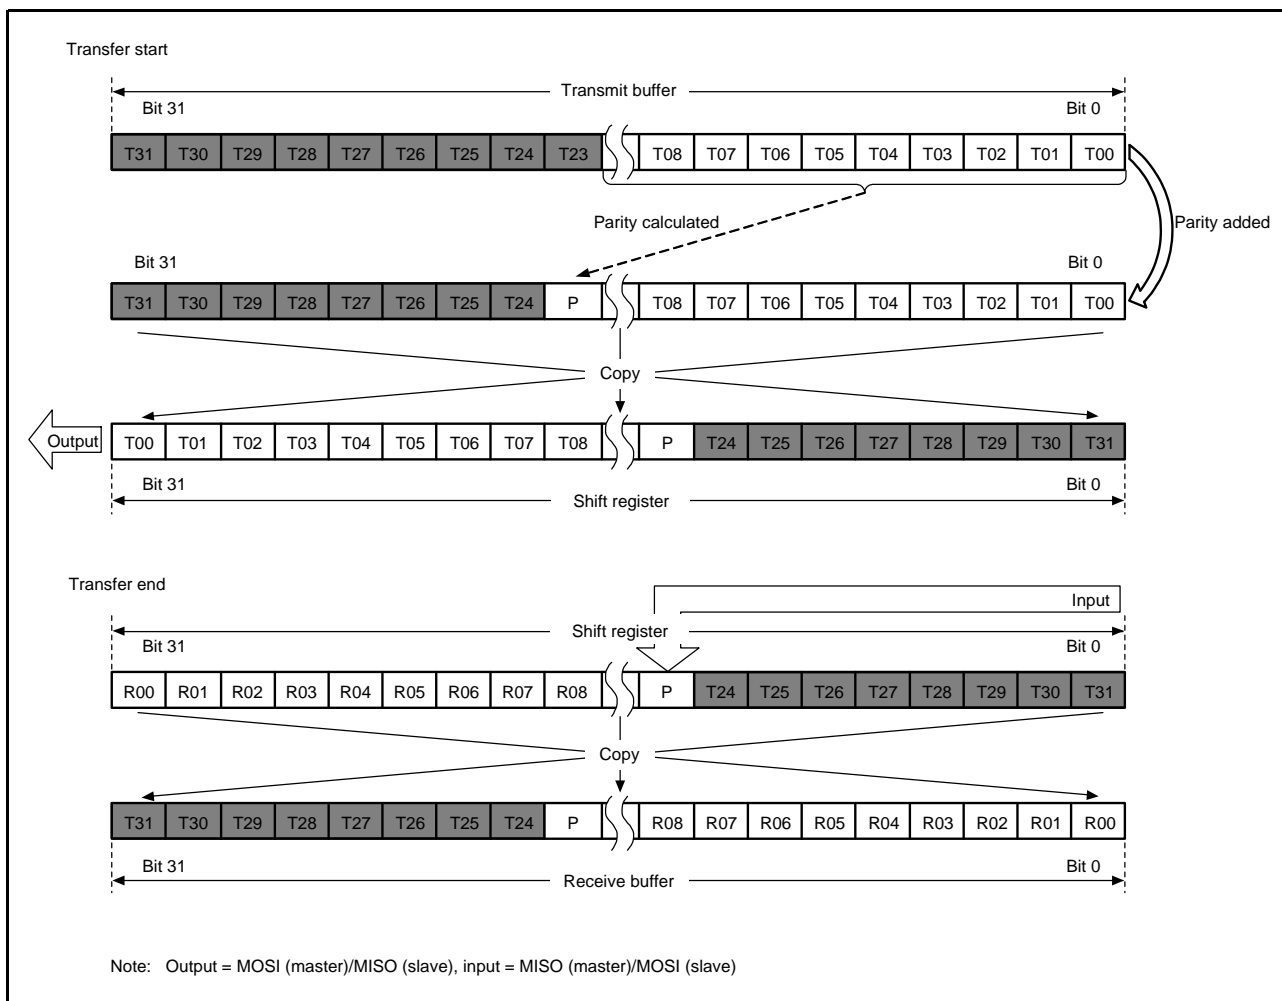 Transfer start
Transmit buffer
Bit 31 Bit 0
T31 T30 T29 T28 T27 T26 T25 T24 T23 T08 T07 T06 T05 T04 T03 T02 T01 T00
Parity calculated Parity added
Bit 31 Bit 0
T31 T30 T29 T28 T27 T26 T25 T24 P T08 T07 T06 T05 T04 T03 T02 T01 T00
Copy
Output T00 T01 T02 T03 T04 T05 T06 T07 T08 P T24 T25 T26 T27 T28 T29 T30 T31
Bit 31 Bit 0
Shift register
Transfer end
Input
Shift register
Bit 31 Bit 0
R00 R01 R02 R03 R04 R05 R06 R07 R08 P T24 T25 T26 T27 T28 T29 T30 T31
Copy
T31 T30 T29 T28 T27 T26 T25 T24 P R08 R07 R06 R05 R04 R03 R02 R01 R00
Bit 31 Bit 0
Receive buffer
Note: Output = MOSI (master)/MISO (slave), input = MISO (master)/MOSI (slave)